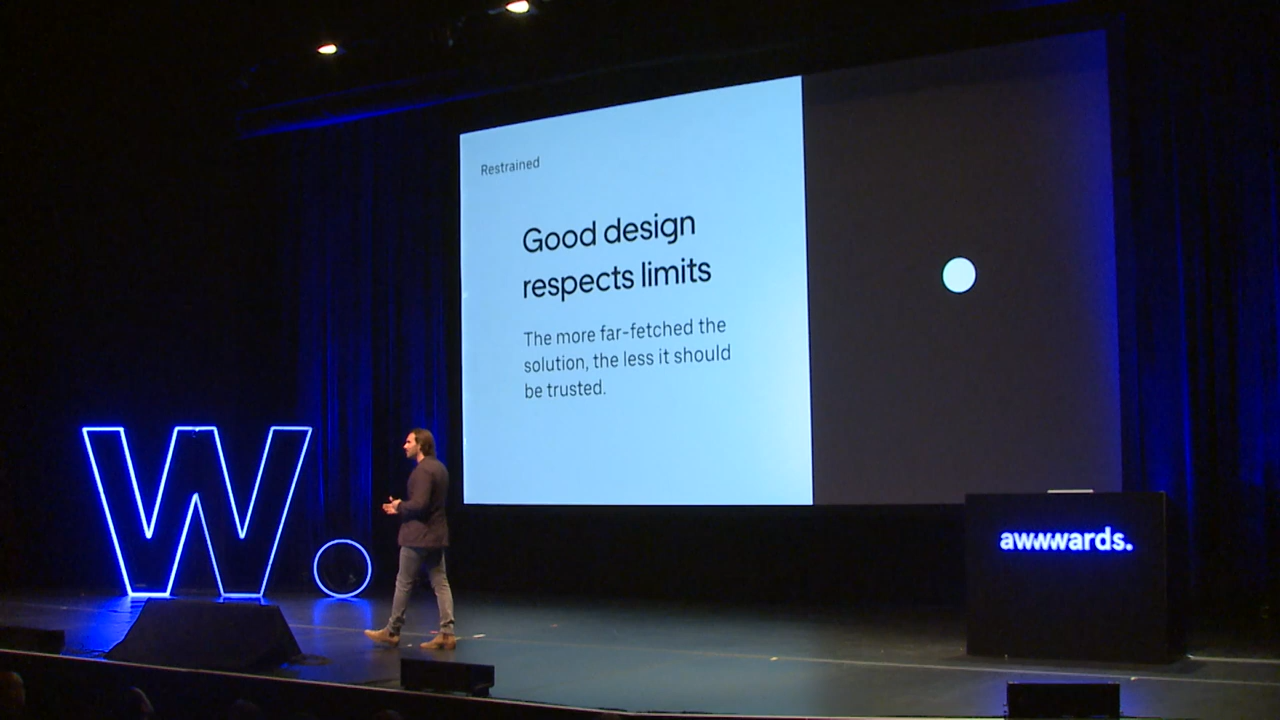 Restrained
Good design
respects limits
The more far-fetched the
solution, the less it should
be trusted.
W.
awwwards.